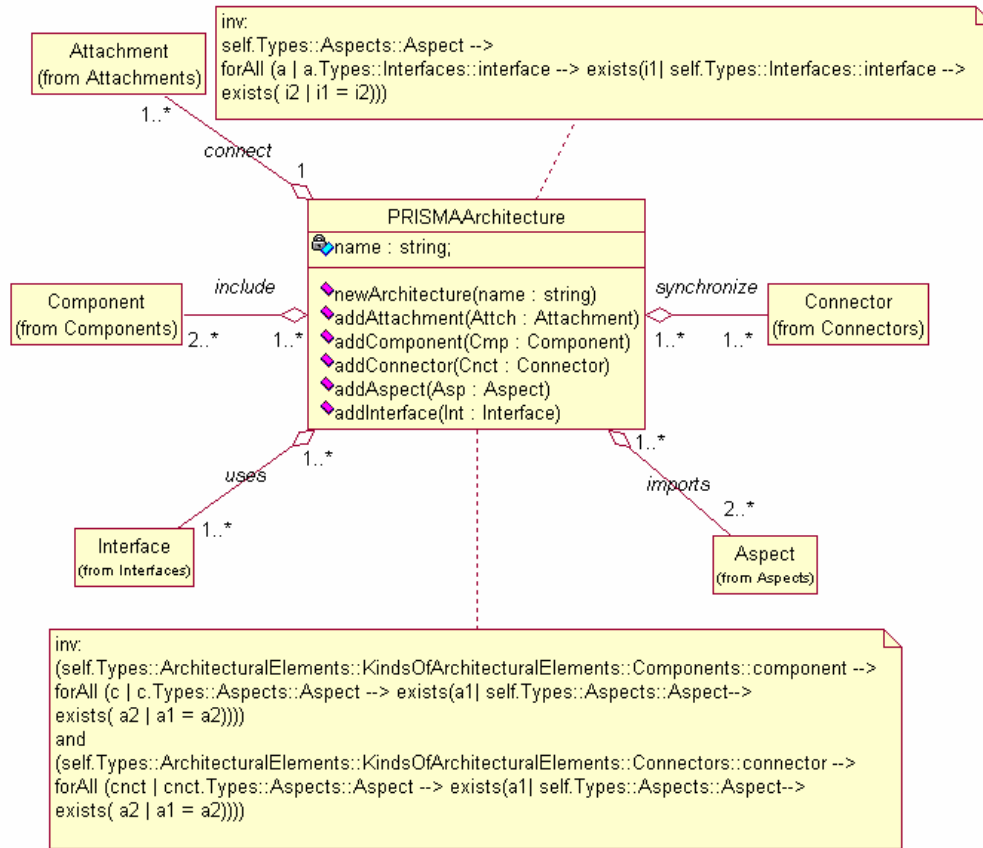 inv:
self.Types::Aspects::Aspect -->
forAll (a | a.Types::Interfaces::interface --> exists(i1| self.Types::Interfaces::interface -->
exists( i2 | i1 = i2)))
Attachment
(from Attachments)
1..*
connect
1
PRISMAArchitecture
name : string;
newArchitecture(name : string)
addAttachment(Attch : Attachment)
addComponent(Cmp : Component)
addConnector(Cnct : Connector)
addAspect(Asp : Aspect)
addInterface(Int : Interface)
include
Component
(from Components)
2..*
1..*
synchronize
Connector
(from Connectors)
1..*
1..*
1..*
uses
1..*
Interface
(from Interfaces)
1..*
imports
2..*
Aspect
(from Aspects)
inv:
(self.Types::ArchitecturalElements::KindsOfArchitecturalElements::Components::component -->
forAll (c | c.Types::Aspects::Aspect --> exists(a1| self.Types::Aspects::Aspect-->
exists( a2 | a1 = a2))))
and
(self.Types::ArchitecturalElements::KindsOfArchitecturalElements::Connectors::connector -->
forAll (cnct | cnct.Types::Aspects::Aspect --> exists(a1| self.Types::Aspects::Aspect-->
exists( a2 | a1 = a2))))